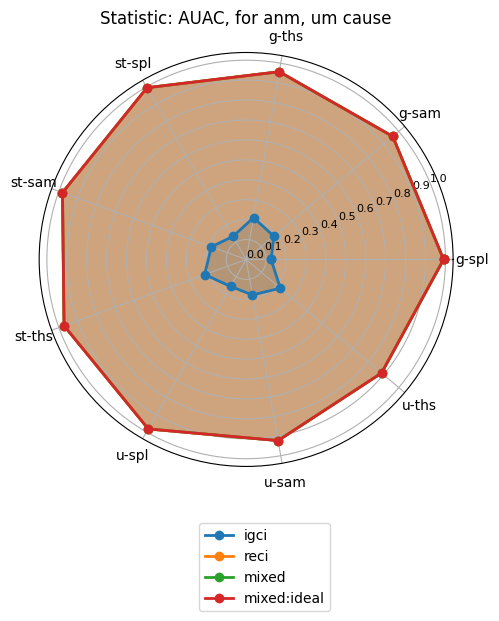 Statistic: AUAC, for anm, um cause
g-ths
st-spl
g-sam
st-sam
0.0 0.1 0.2 0.3 0.4 0.5 0.6 0.7 0.8 0.9 1.0
g-spl
st-ths
u-ths
u-spl
u-sam
igci
reci
mixed
mixed:ideal